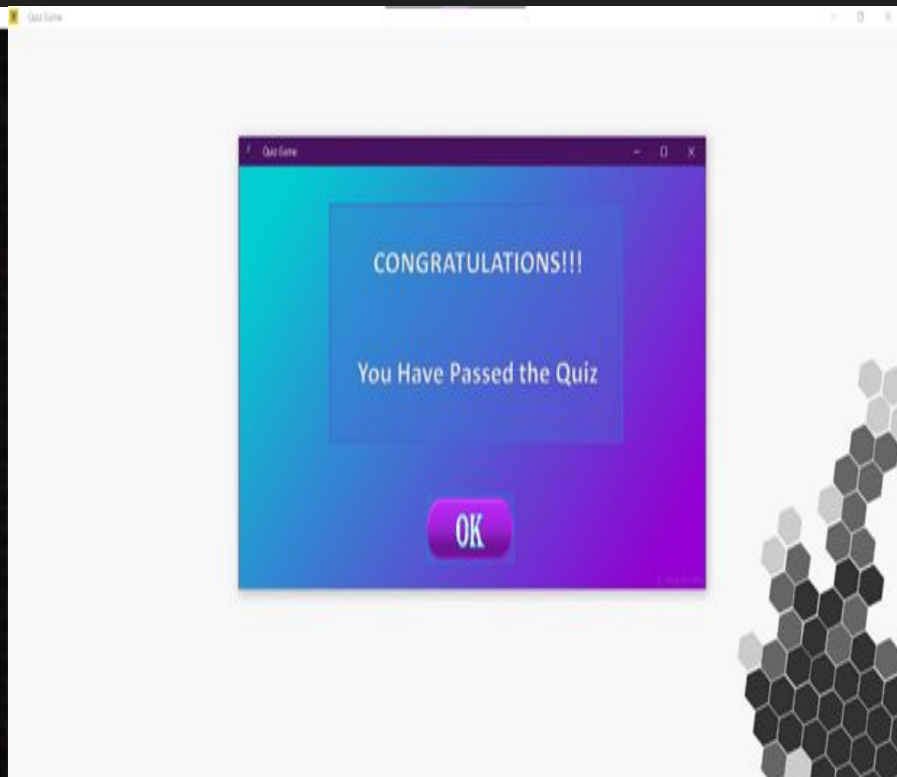 Quiz Game
Quiz Game
CONGRATULATIONS!!!
You Have Passed the Quiz
OK